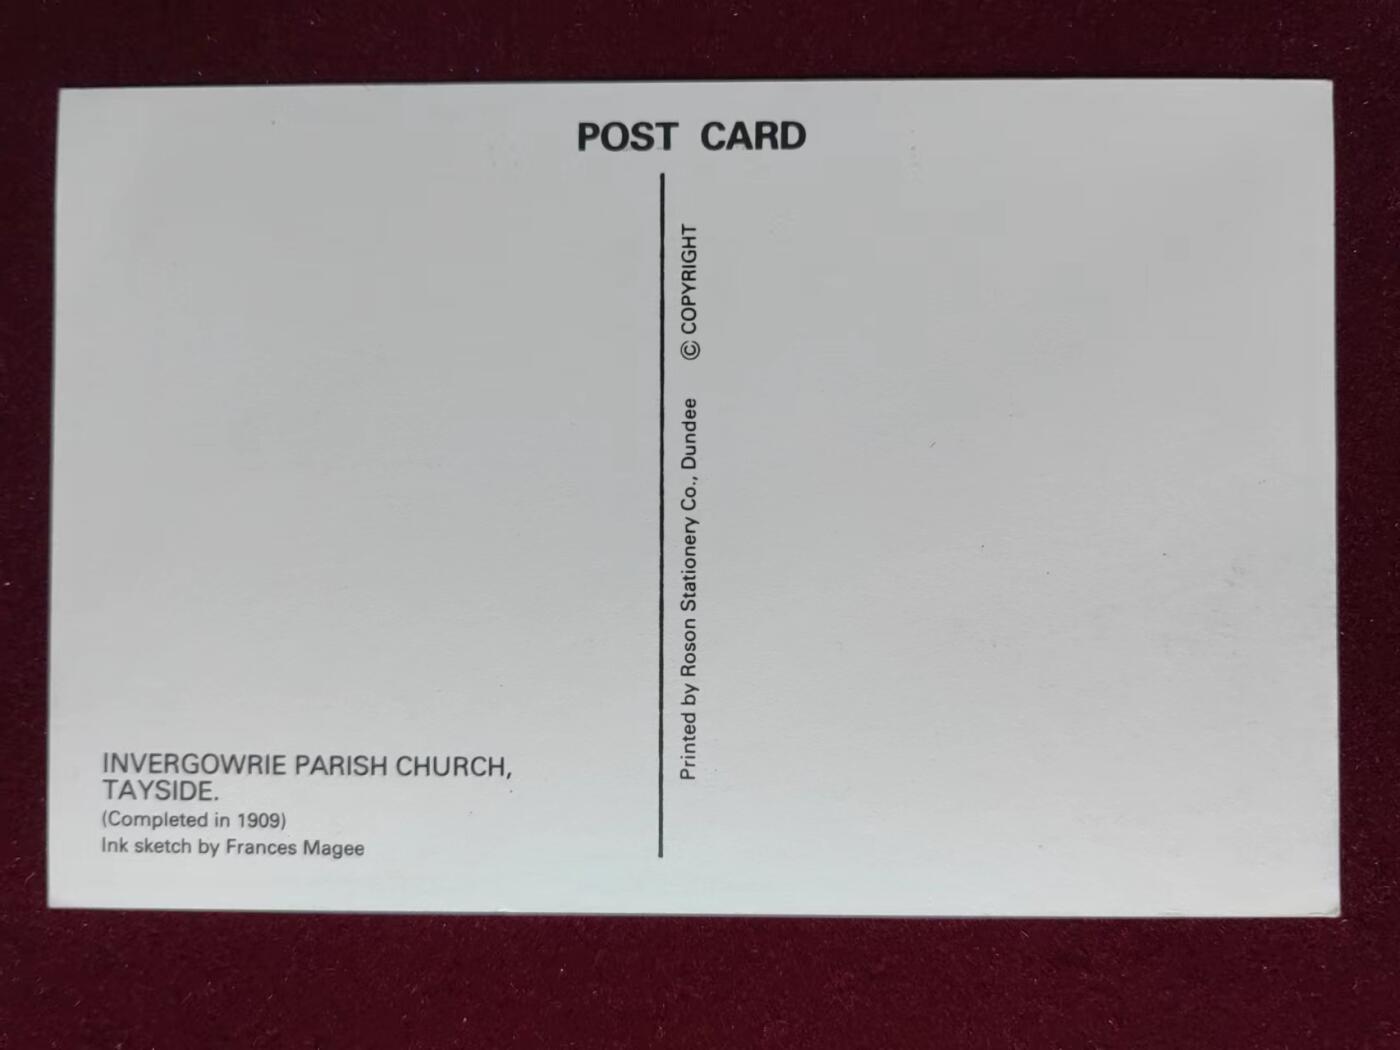 POST CARD
INVERGOWRIE PARISH CHURCH,
TAYSIDE.
(Completed in 1909)
Ink sketch by Frances Magee
Printed by Roson Stationery Co., Dundee © COPYRIGHT